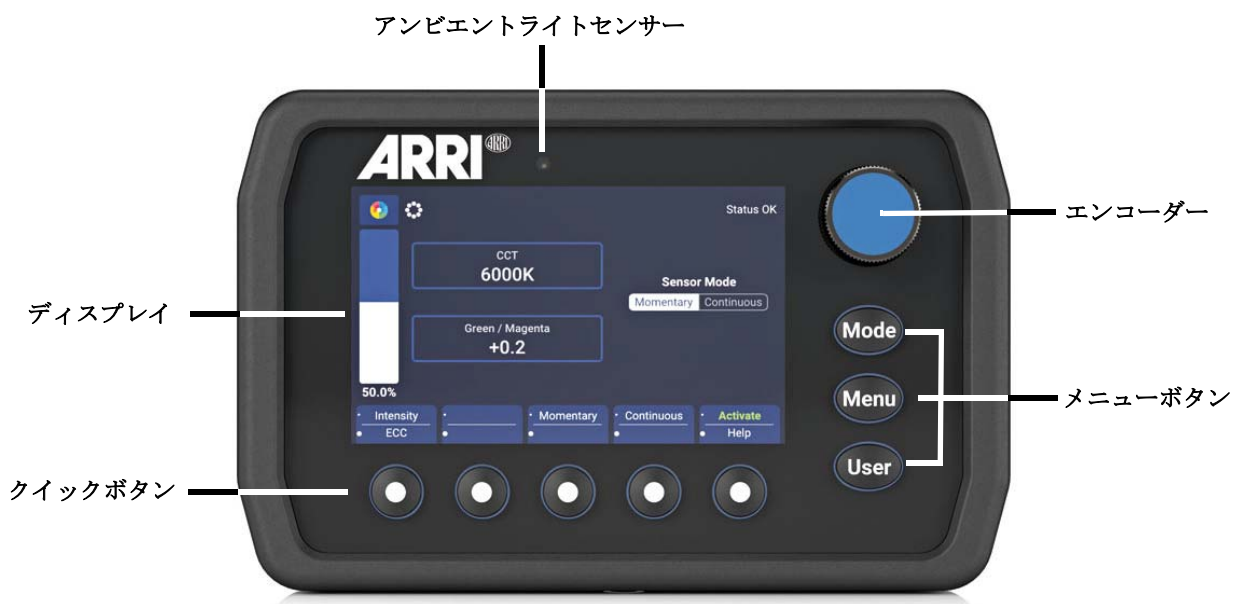 アンビエントライトセンサー
ARRI® ARRI
Status OK
エンコーダー
CCT
6000K
Sensor Mode
Momentary Continuous
ディスプレイ
Green / Magenta
+0.2
Mode
50.0%
Menu
メニューボタン
Intensity Momentary Continuous Activate
ECC Help
User
クイックボタン